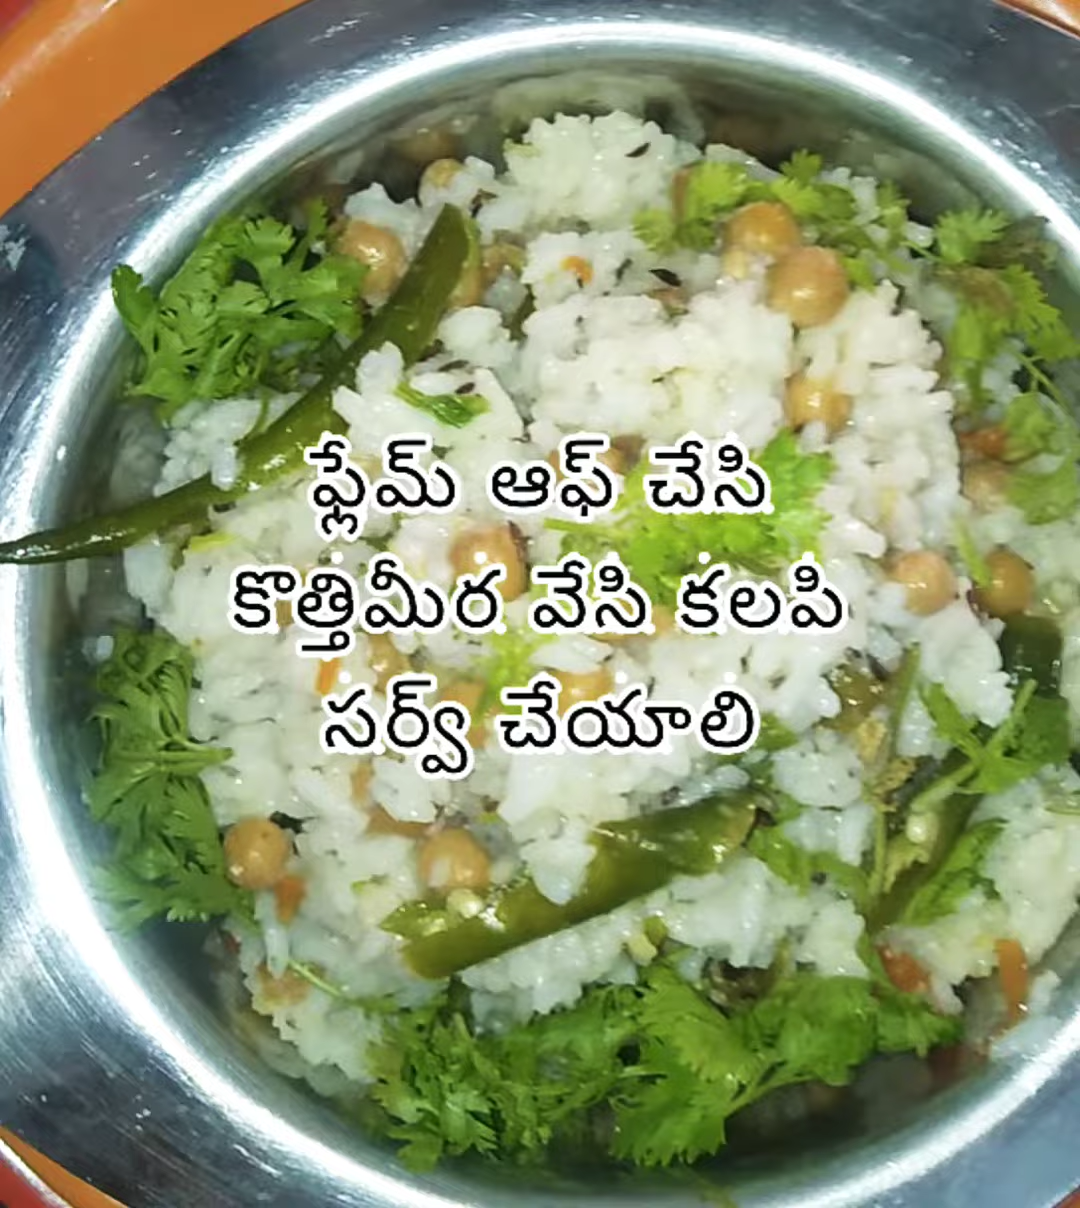 ఫ్లేమ్ ఆఫ్ చేసి
కొత్తిమీర వేసి కలపి
సర్వ్ చేయాలి